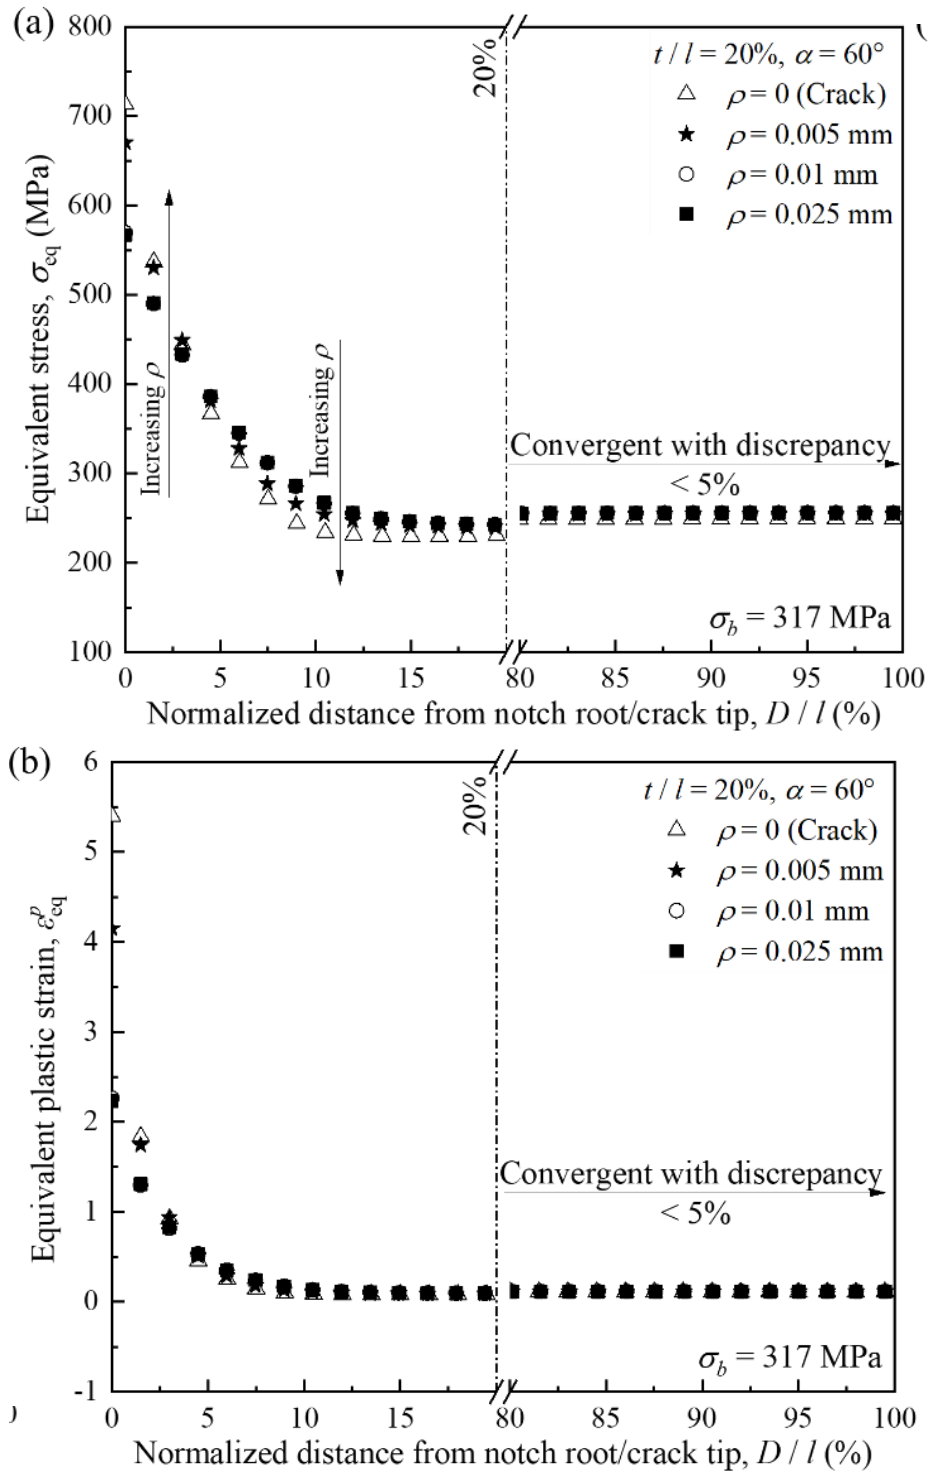 (a)
800
700
600
500
400
300
200
100
Equivalent stress, σeq (MPa)
20%
t / l = 20%, α = 60°
ρ = 0 (Crack)
ρ = 0.005 mm
ρ = 0.01 mm
ρ = 0.025 mm
Increasing ρ
Increasing ρ
Convergent with discrepancy
< 5%
σb = 317 MPa
0 5 10 15 80 85 90 95 100
Normalized distance from notch root/crack tip, D / l (%)
(b)
6
5
4
3
2
1
0
-1
Equivalent plastic strain, ε^p_eq
20%
t / l = 20%, α = 60°
ρ = 0 (Crack)
ρ = 0.005 mm
ρ = 0.01 mm
ρ = 0.025 mm
Convergent with discrepancy
< 5%
σb = 317 MPa
0 5 10 15 80 85 90 95 100
Normalized distance from notch root/crack tip, D / l (%)